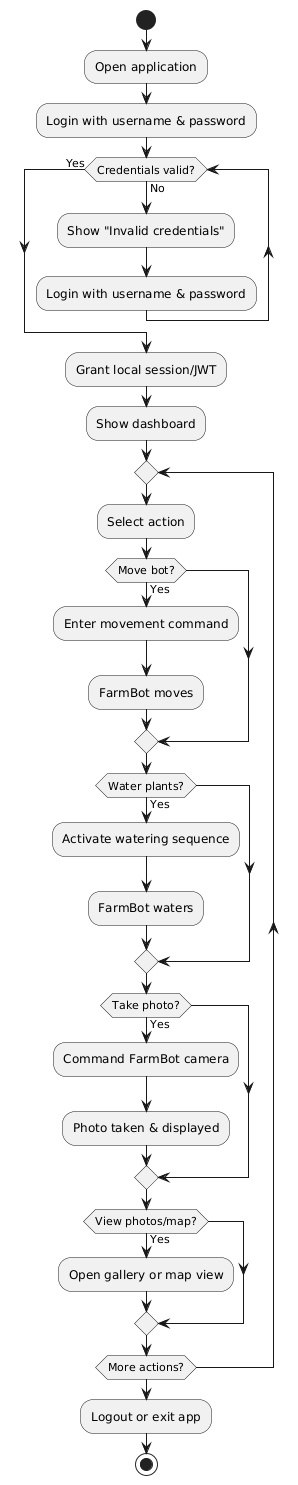 Open application
Login with username & password
Yes
Credentials valid?
No
Show "Invalid credentials"
Login with username & password
Grant local session/JWT
Show dashboard
Select action
Move bot?
Yes
Enter movement command
FarmBot moves
Water plants?
Yes
Activate watering sequence
FarmBot waters
Take photo?
Yes
Command FarmBot camera
Photo taken & displayed
View photos/map?
Yes
Open gallery or map view
More actions?
Logout or exit app